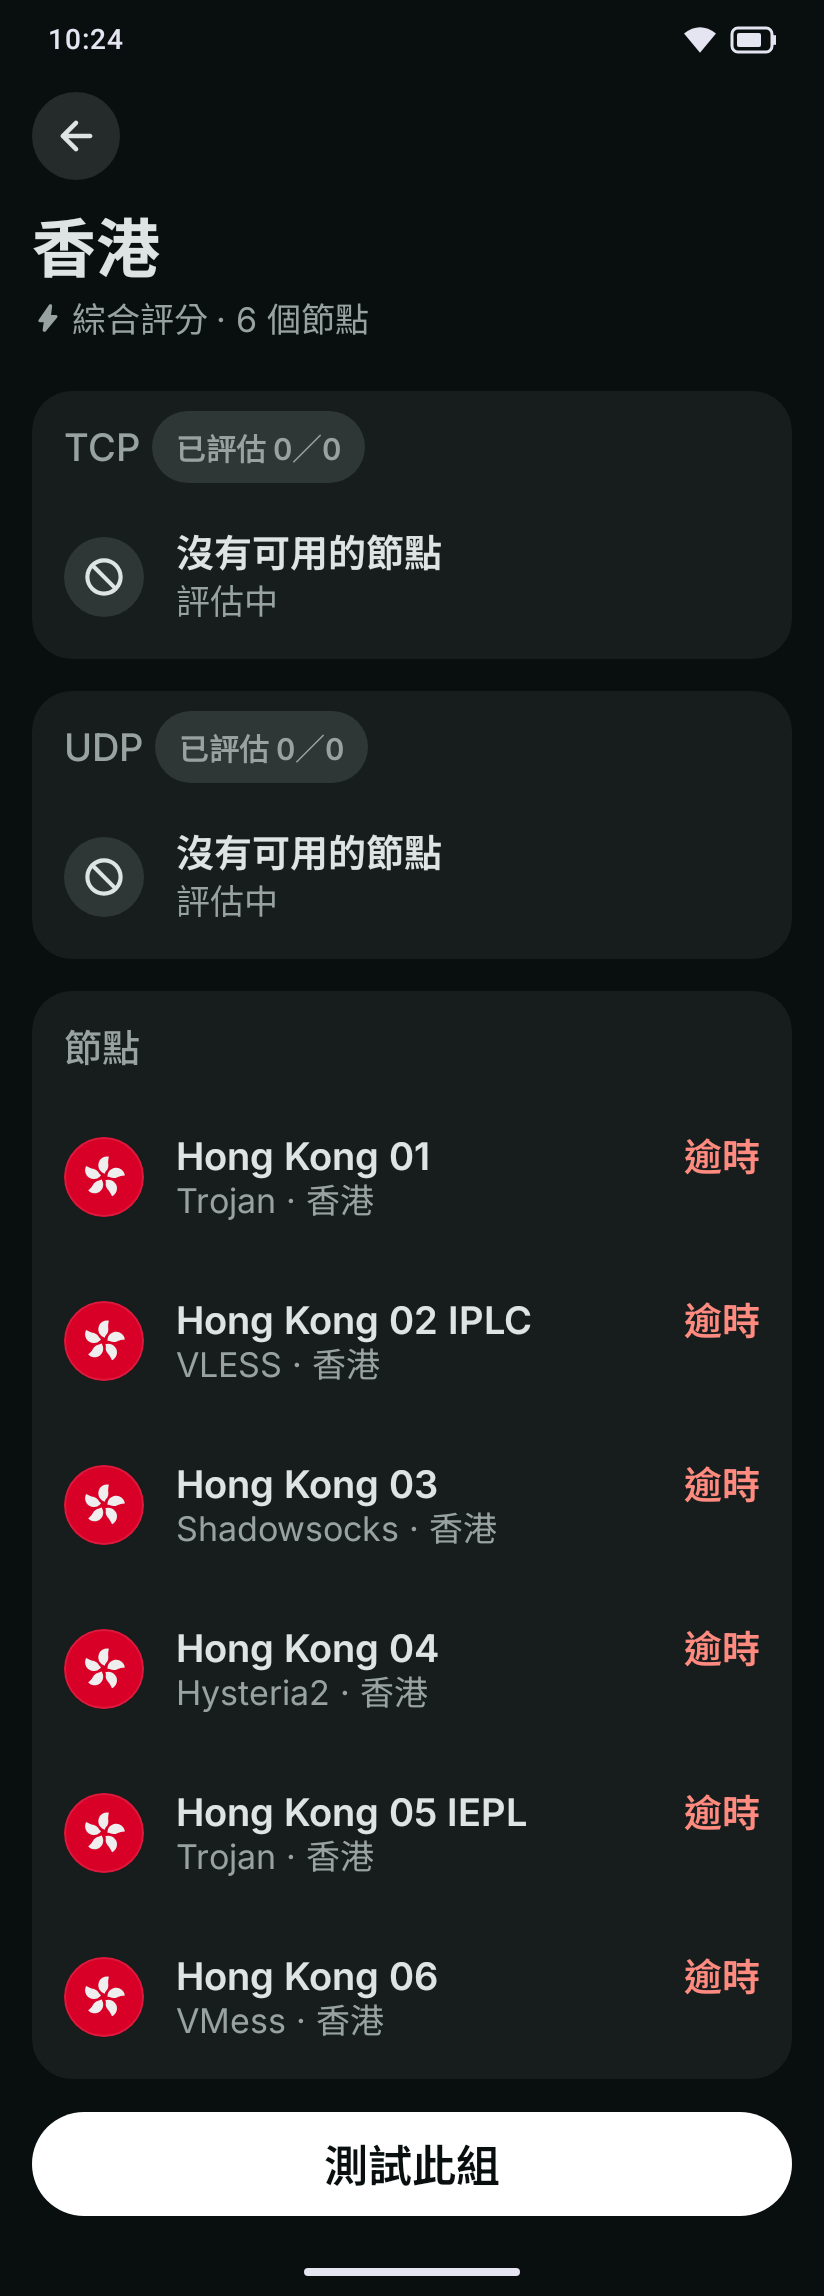 10:24
香港
綜合評分 · 6 個節點
TCP 已評估 0／0
沒有可用的節點
評估中
UDP 已評估 0／0
沒有可用的節點
評估中
節點
Hong Kong 01 逾時
Trojan · 香港
Hong Kong 02 IPLC 逾時
VLESS · 香港
Hong Kong 03 逾時
Shadowsocks · 香港
Hong Kong 04 逾時
Hysteria2 · 香港
Hong Kong 05 IEPL 逾時
Trojan · 香港
Hong Kong 06 逾時
VMess · 香港
測試此組